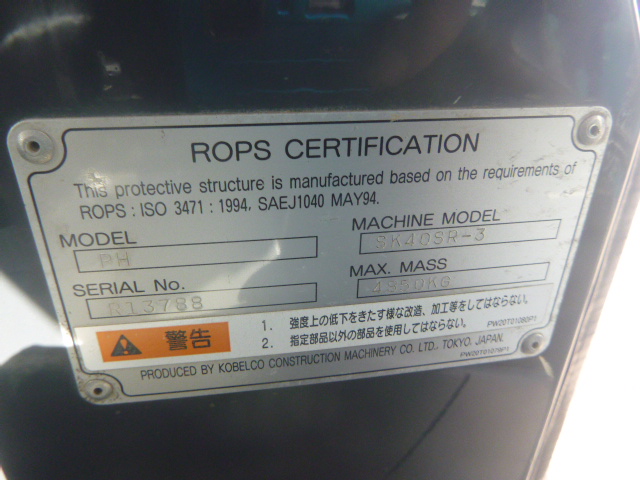 ROPS CERTIFICATION
This protective structure is manufactured based on the requirements of
ROPS : ISO 3471 : 1994, SAEJ1040 MAY94.
MODEL
PH
MACHINE MODEL
SK40SR-3
SERIAL No.
R13788
MAX. MASS
4950KG
警告
1. 強度上の低下をきたす様な改造、加工等をしてはならない。
2. 指定部品以外の部品を使用してはならない。
PW00T01080P1
PRODUCED BY KOBELCO CONSTRUCTION MACHINERY CO. LTD., TOKYO, JAPAN.
PW00T01079P1